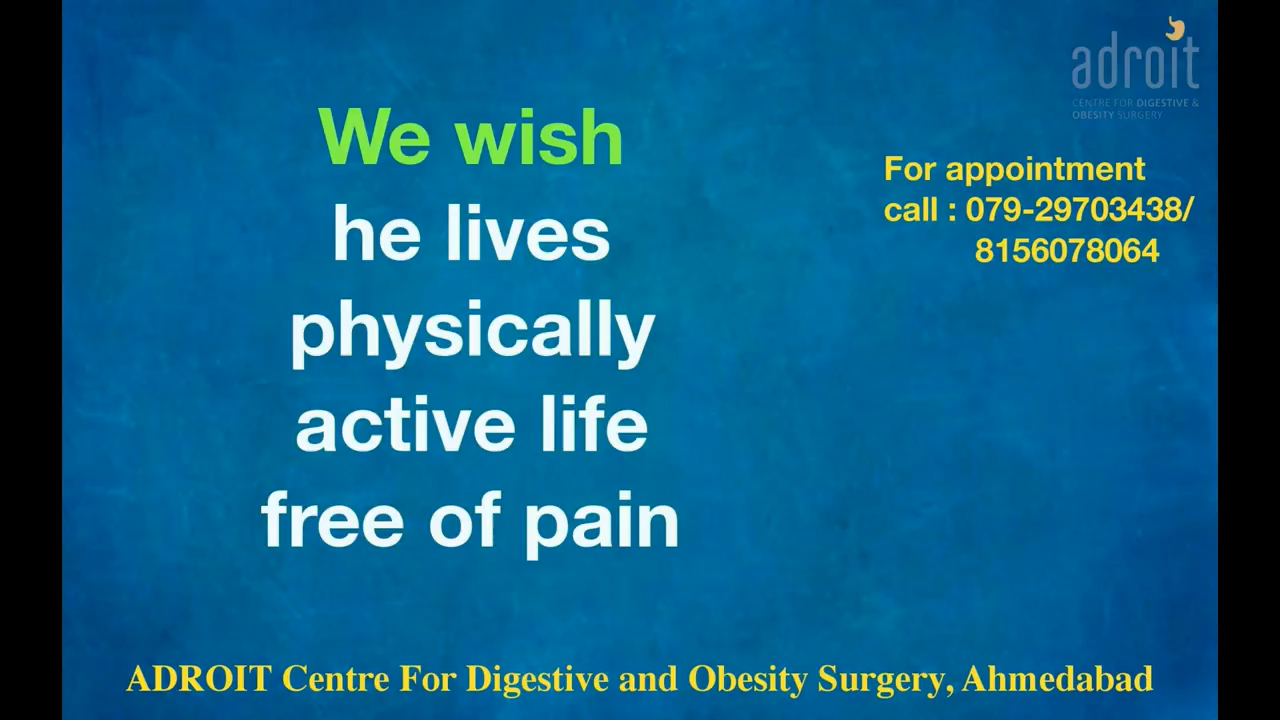 adroit
CENTRE FOR DIGESTIVE &
OBESITY SURGERY
We wish
he lives
physically
active life
free of pain
For appointment
call : 079-29703438/
8156078064
ADROIT Centre For Digestive and Obesity Surgery, Ahmedabad